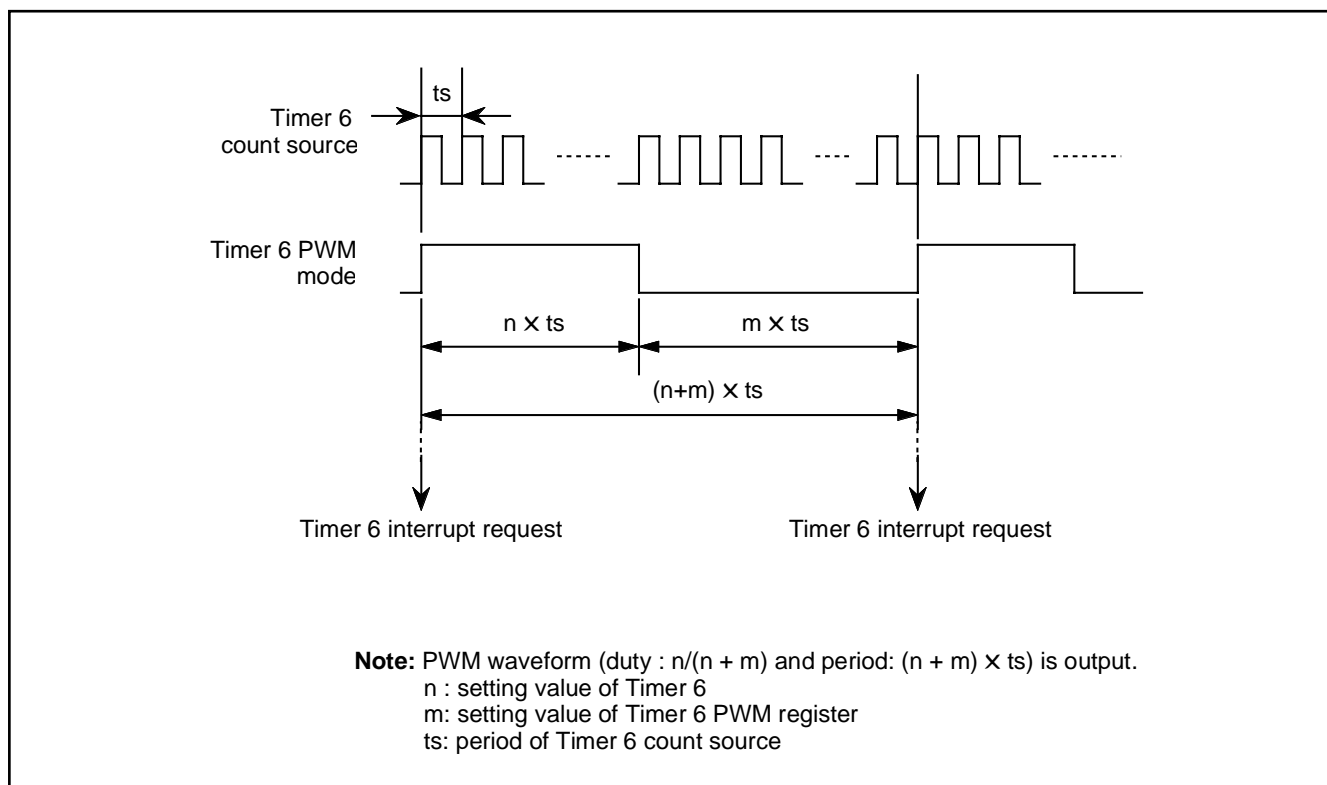 ts
Timer 6
count source
Timer 6 PWM
mode
n × ts
m × ts
(n+m) × ts
Timer 6 interrupt request
Timer 6 interrupt request
Note: PWM waveform (duty : n/(n + m) and period: (n + m) × ts) is output.
n : setting value of Timer 6
m: setting value of Timer 6 PWM register
ts: period of Timer 6 count source